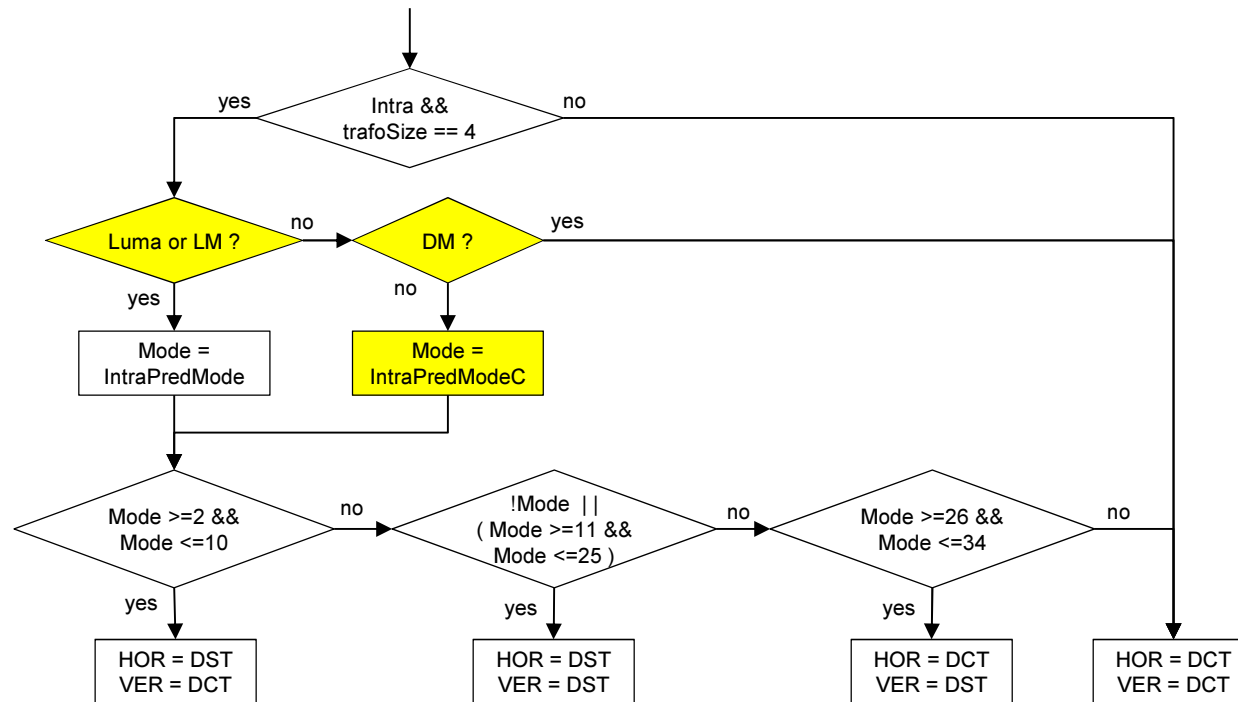 yes
Intra &&
trafoSize == 4
no
Luma or LM ?
no
DM ?
yes
yes
no
Mode =
IntraPredMode
Mode =
IntraPredModeC
Mode >=2 &&
Mode <=10
no
!Mode ||
( Mode >=11 &&
Mode <=25 )
no
Mode >=26 &&
Mode <=34
no
yes
yes
yes
HOR = DST
VER = DCT
HOR = DST
VER = DST
HOR = DCT
VER = DST
HOR = DCT
VER = DCT